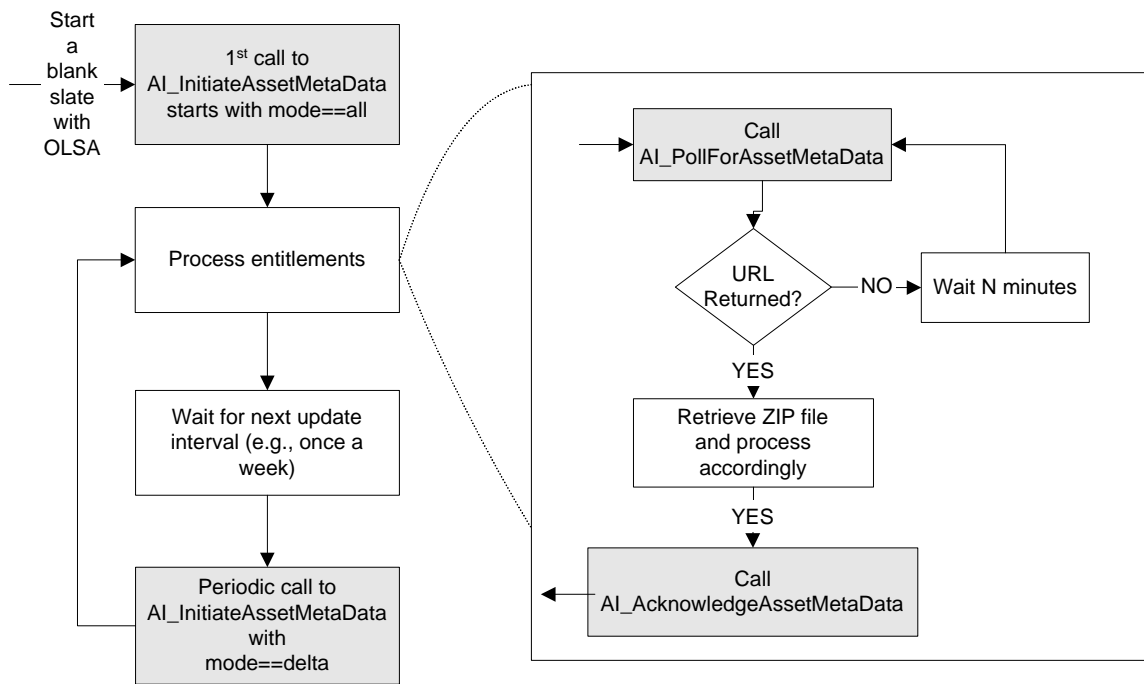 Start
a
blank
slate
with
OLSA
1st call to
AI_InitiateAssetMetaData
starts with mode==all
Process entitlements
Wait for next update
interval (e.g., once a
week)
Periodic call to
AI_InitiateAssetMetaData
with
mode==delta
Call
AI_PollForAssetMetaData
URL
Returned?
NO
Wait N minutes
YES
Retrieve ZIP file
and process
accordingly
YES
Call
AI_AcknowledgeAssetMetaData